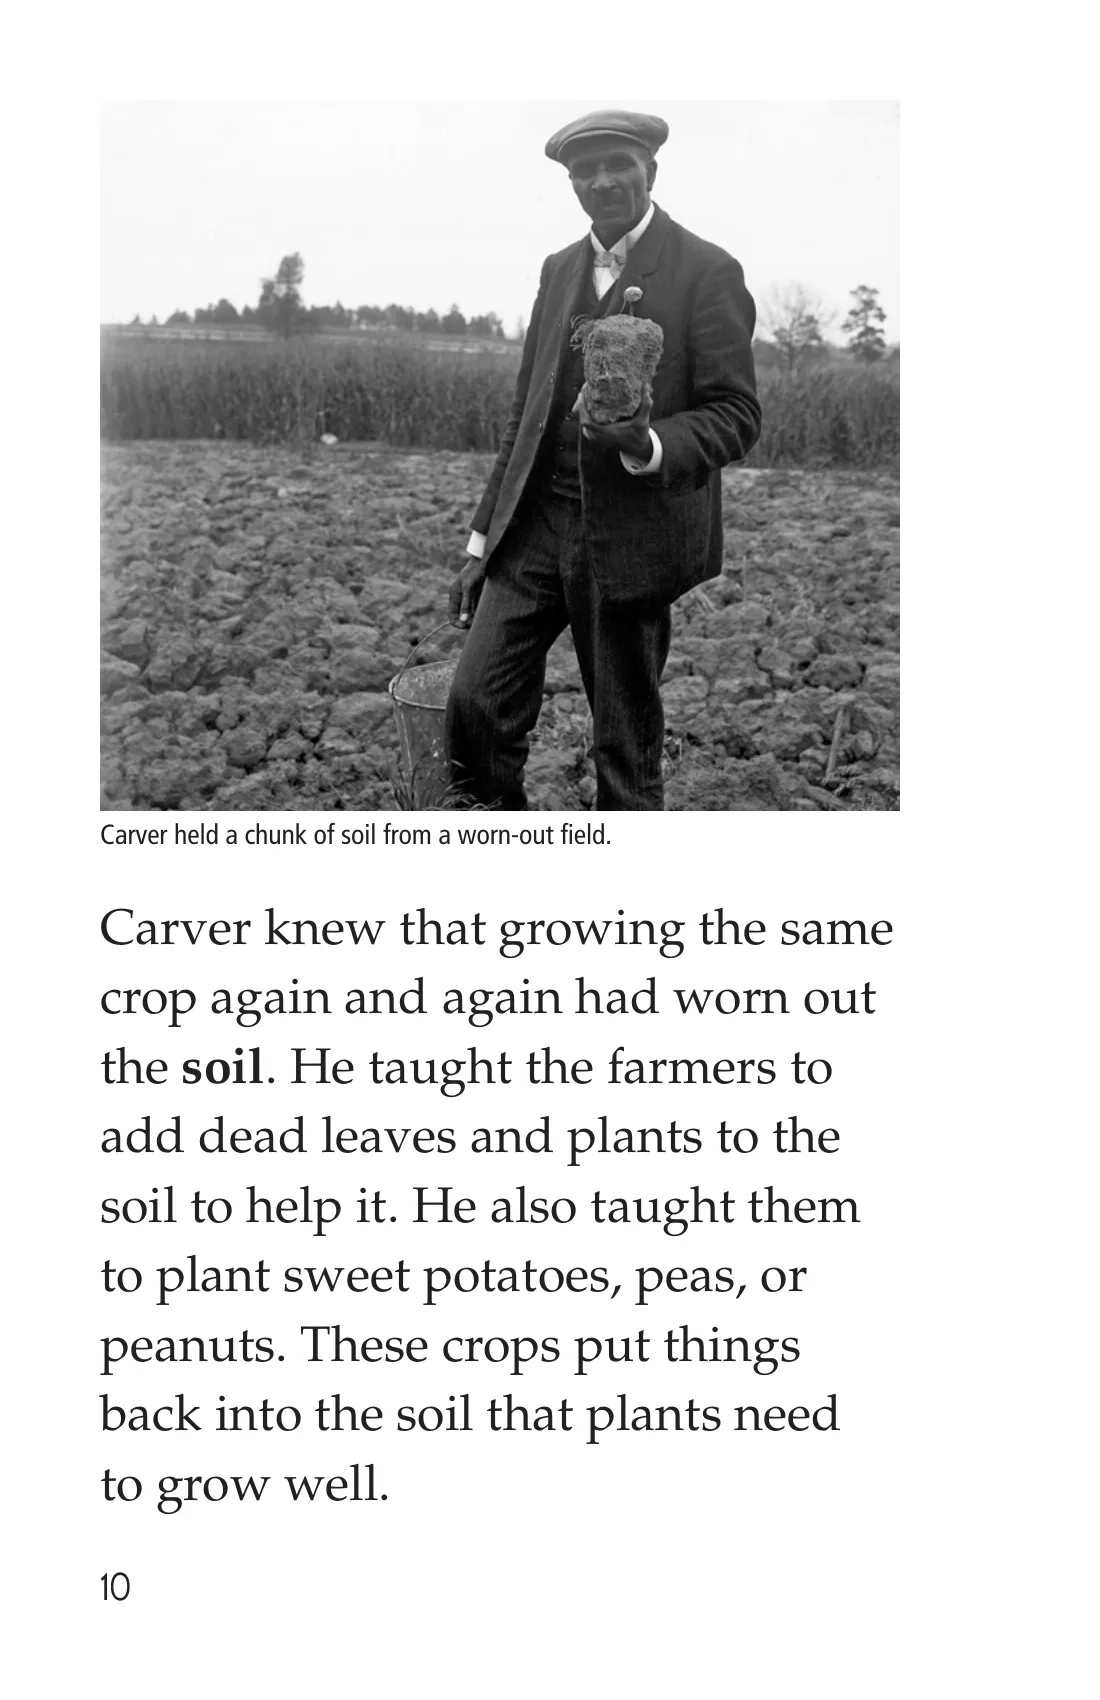 Carver held a chunk of soil from a worn-out field.
Carver knew that growing the same
crop again and again had worn out
the soil. He taught the farmers to
add dead leaves and plants to the
soil to help it. He also taught them
to plant sweet potatoes, peas, or
peanuts. These crops put things
back into the soil that plants need
to grow well.
10